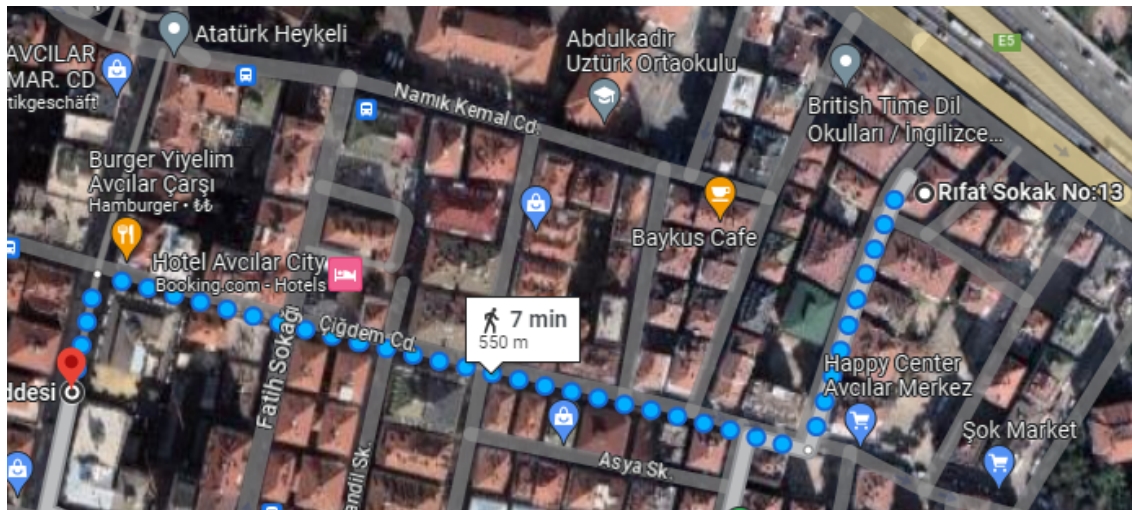 Atatürk Heykeli
AVCILAR
MAR. CD
tikgeschäft
Abdulkadir
Uztürk Ortaokulu
E5
Namık Kemal Cd.
British Time Dil
Okulları / İngilizce...
Burger Yiyelim
Avcılar Çarşı
Hamburger • ₺₺
Rıfat Sokak No:13
Baykus Cafe
Hotel Avcılar City
Booking.com - Hotels
7 min
550 m
Çiğdem Cd.
Fatih Sokağı
Happy Center
Avcılar Merkez
ddesi
Şok Market
Asya Sk.
andil Sk.